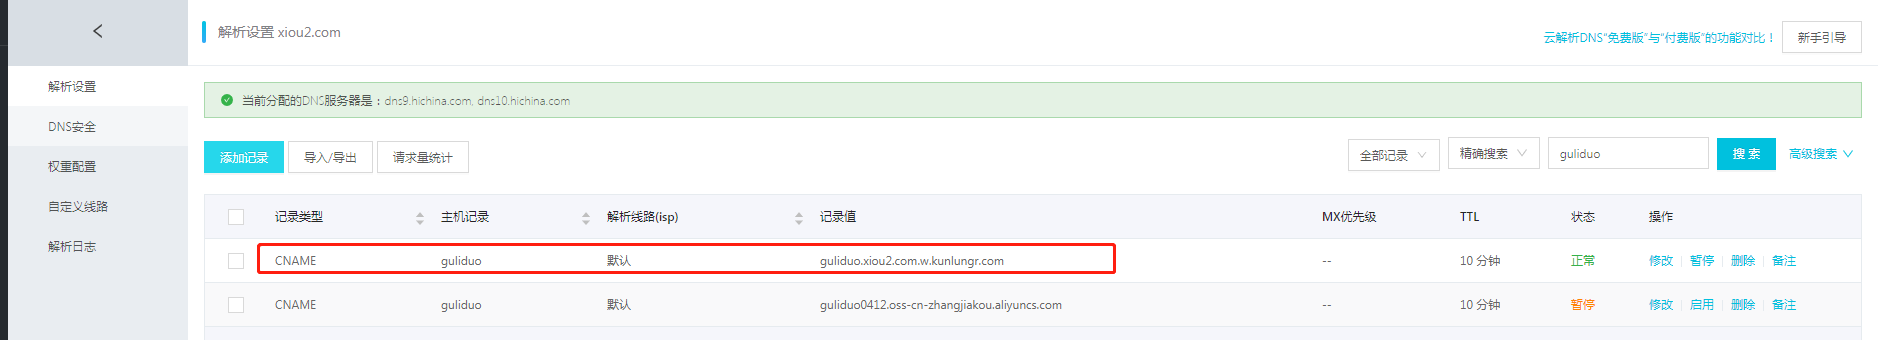 解析设置 xiou2.com
云解析DNS“免费版”与“付费版”的功能对比！ 新手引导
解析设置
DNS安全
权重配置
自定义线路
解析日志
当前分配的DNS服务器是：dns9.hichina.com, dns10.hichina.com
添加记录 导入/导出 请求量统计 全部记录 精确搜索 guliduo 搜 索 高级搜索
记录类型 主机记录 解析线路(isp) 记录值 MX优先级 TTL 状态 操作
CNAME guliduo 默认 guliduo.xiou2.com.w.kunlungr.com -- 10 分钟 正常 修改 暂停 删除 备注
CNAME guliduo 默认 guliduo0412.oss-cn-zhangjiakou.aliyuncs.com -- 10 分钟 暂停 修改 启用 删除 备注